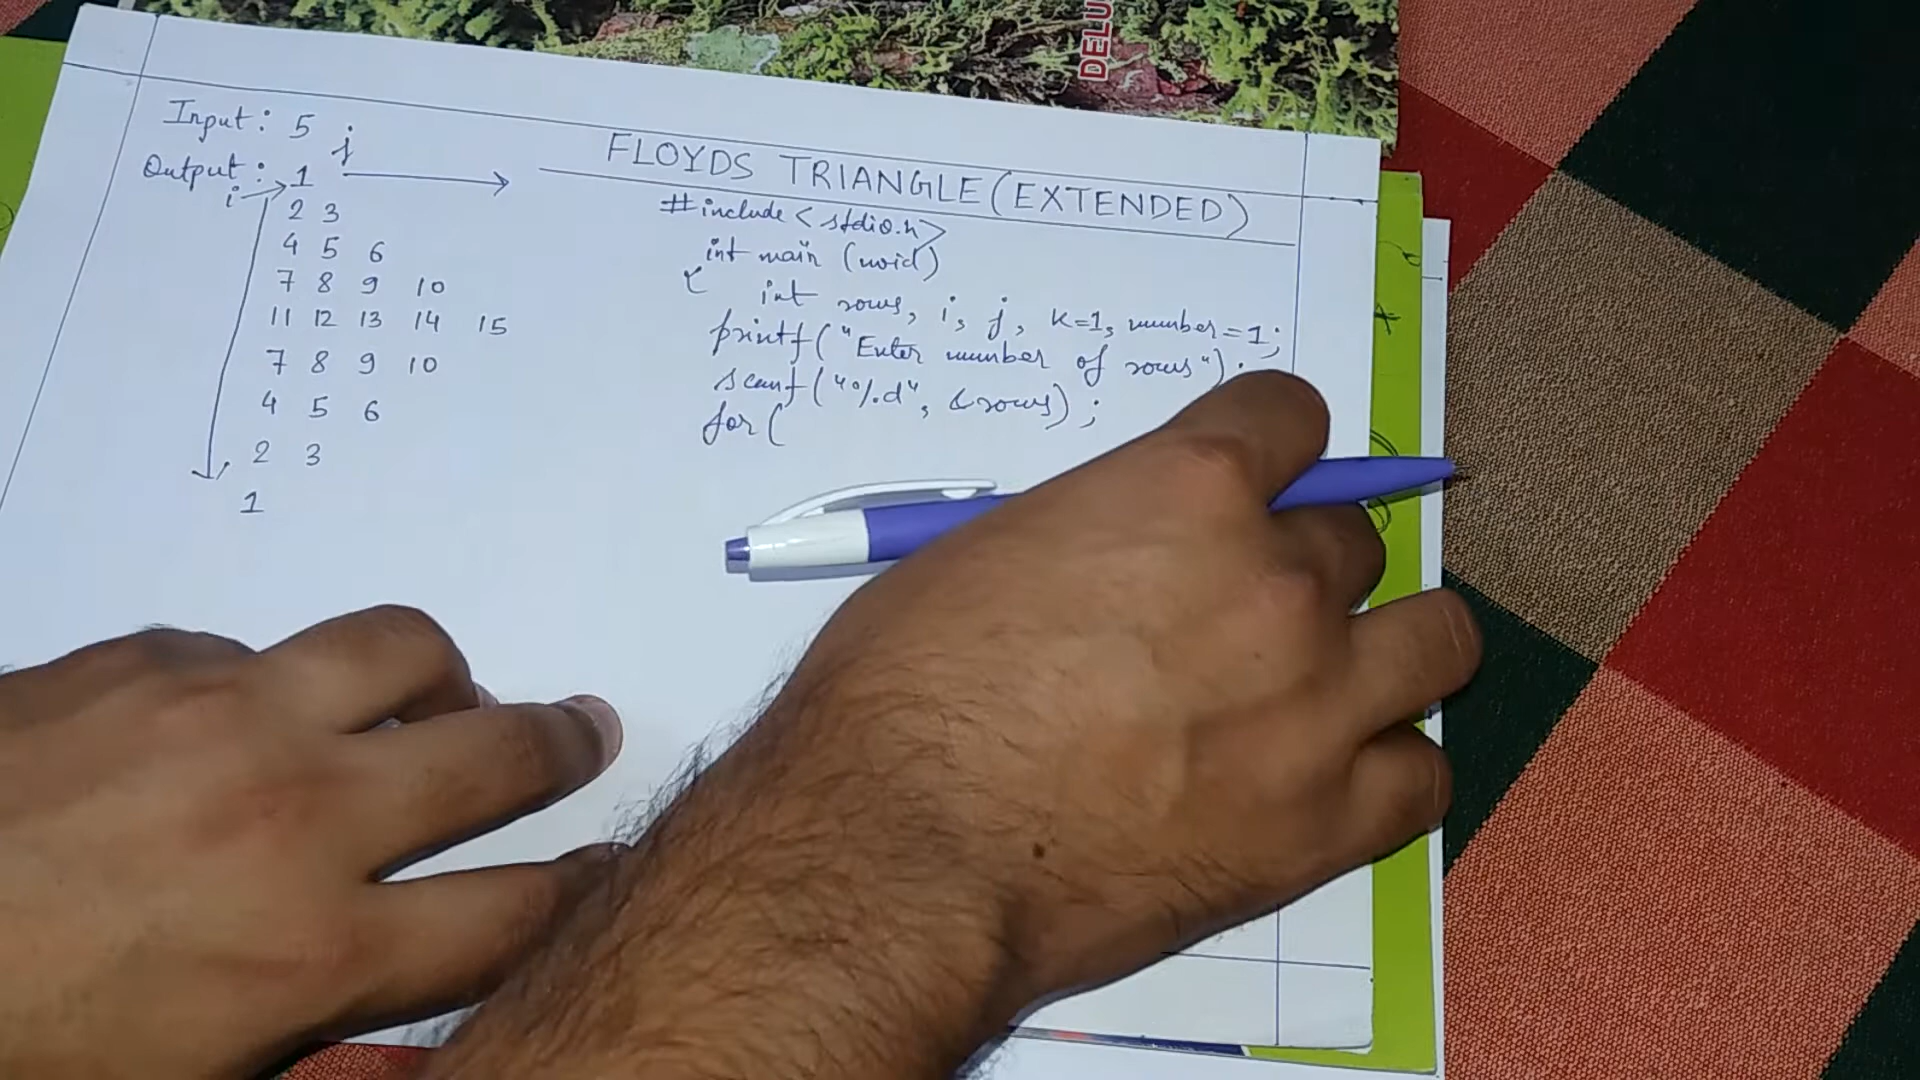 DELU
Input: 5
j
Output: 1
i
2 3
4 5 6
7 8 9 10
11 12 13 14 15
7 8 9 10
4 5 6
2 3
1
FLOYDS TRIANGLE (EXTENDED)
#include <stdio.h>
int main (void)
{ int rows, i, j, k=1, number=1;
printf("Enter number of rows");
scanf("%d", &rows);
for (